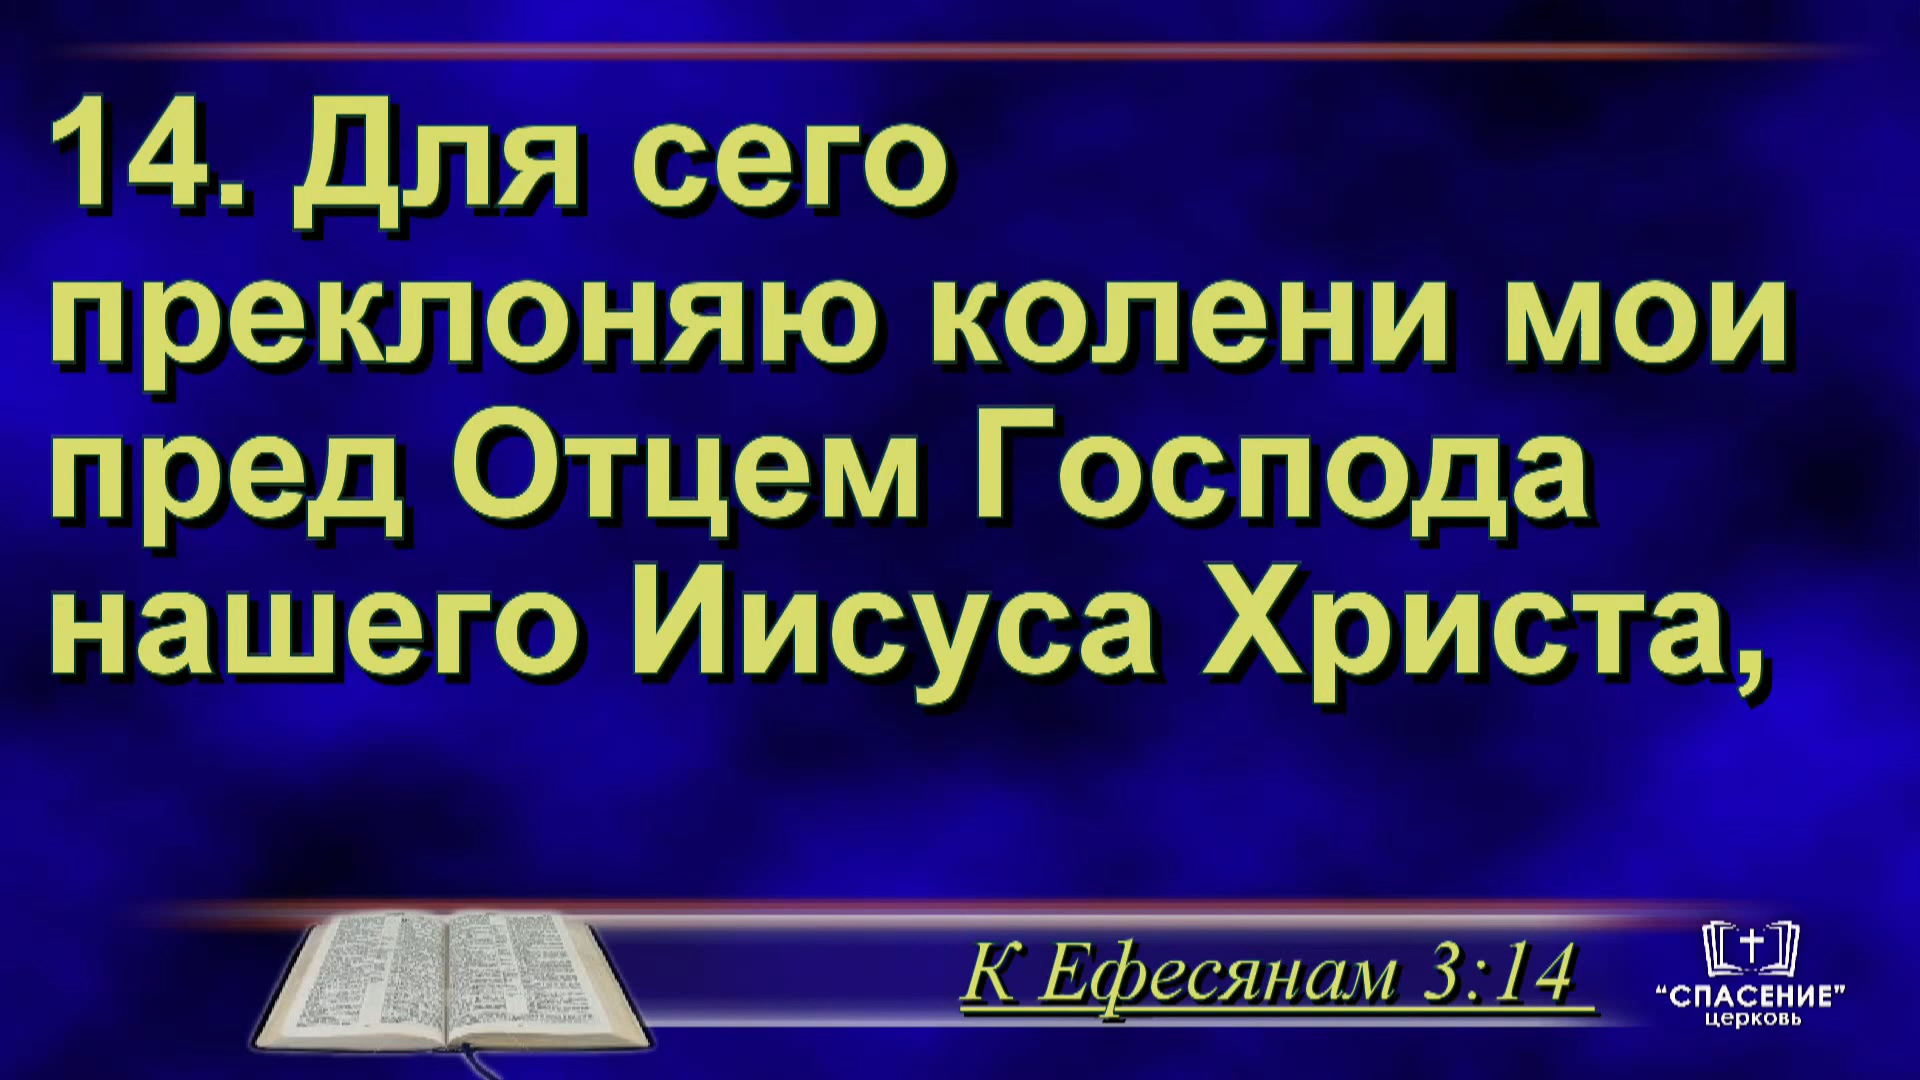 14. Для сего
преклоняю колени мои
пред Отцем Господа
нашего Иисуса Христа,
К Ефесянам 3:14
“СПАСЕНИЕ”
церковь